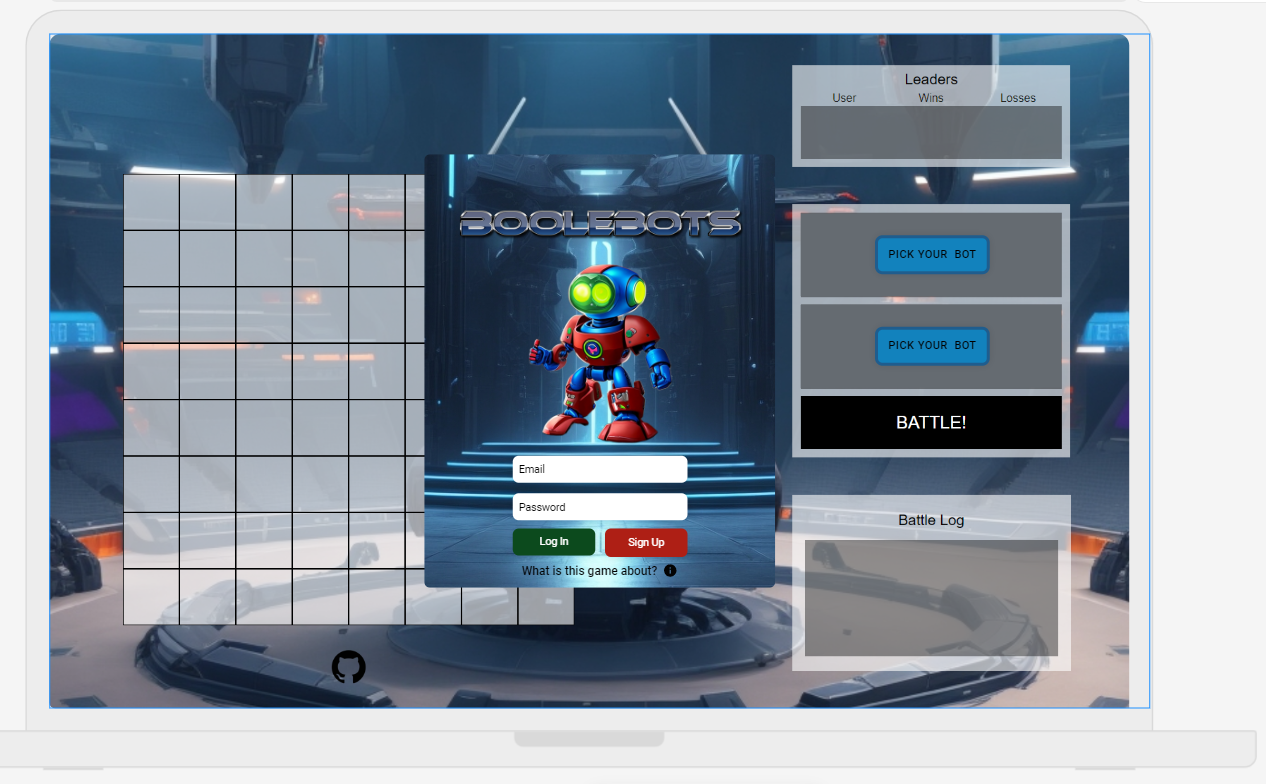 Leaders
User Wins Losses
BOOLEBOTS
PICK YOUR BOT
PICK YOUR BOT
BATTLE!
Email
Password
Log In Sign Up
What is this game about?
Battle Log